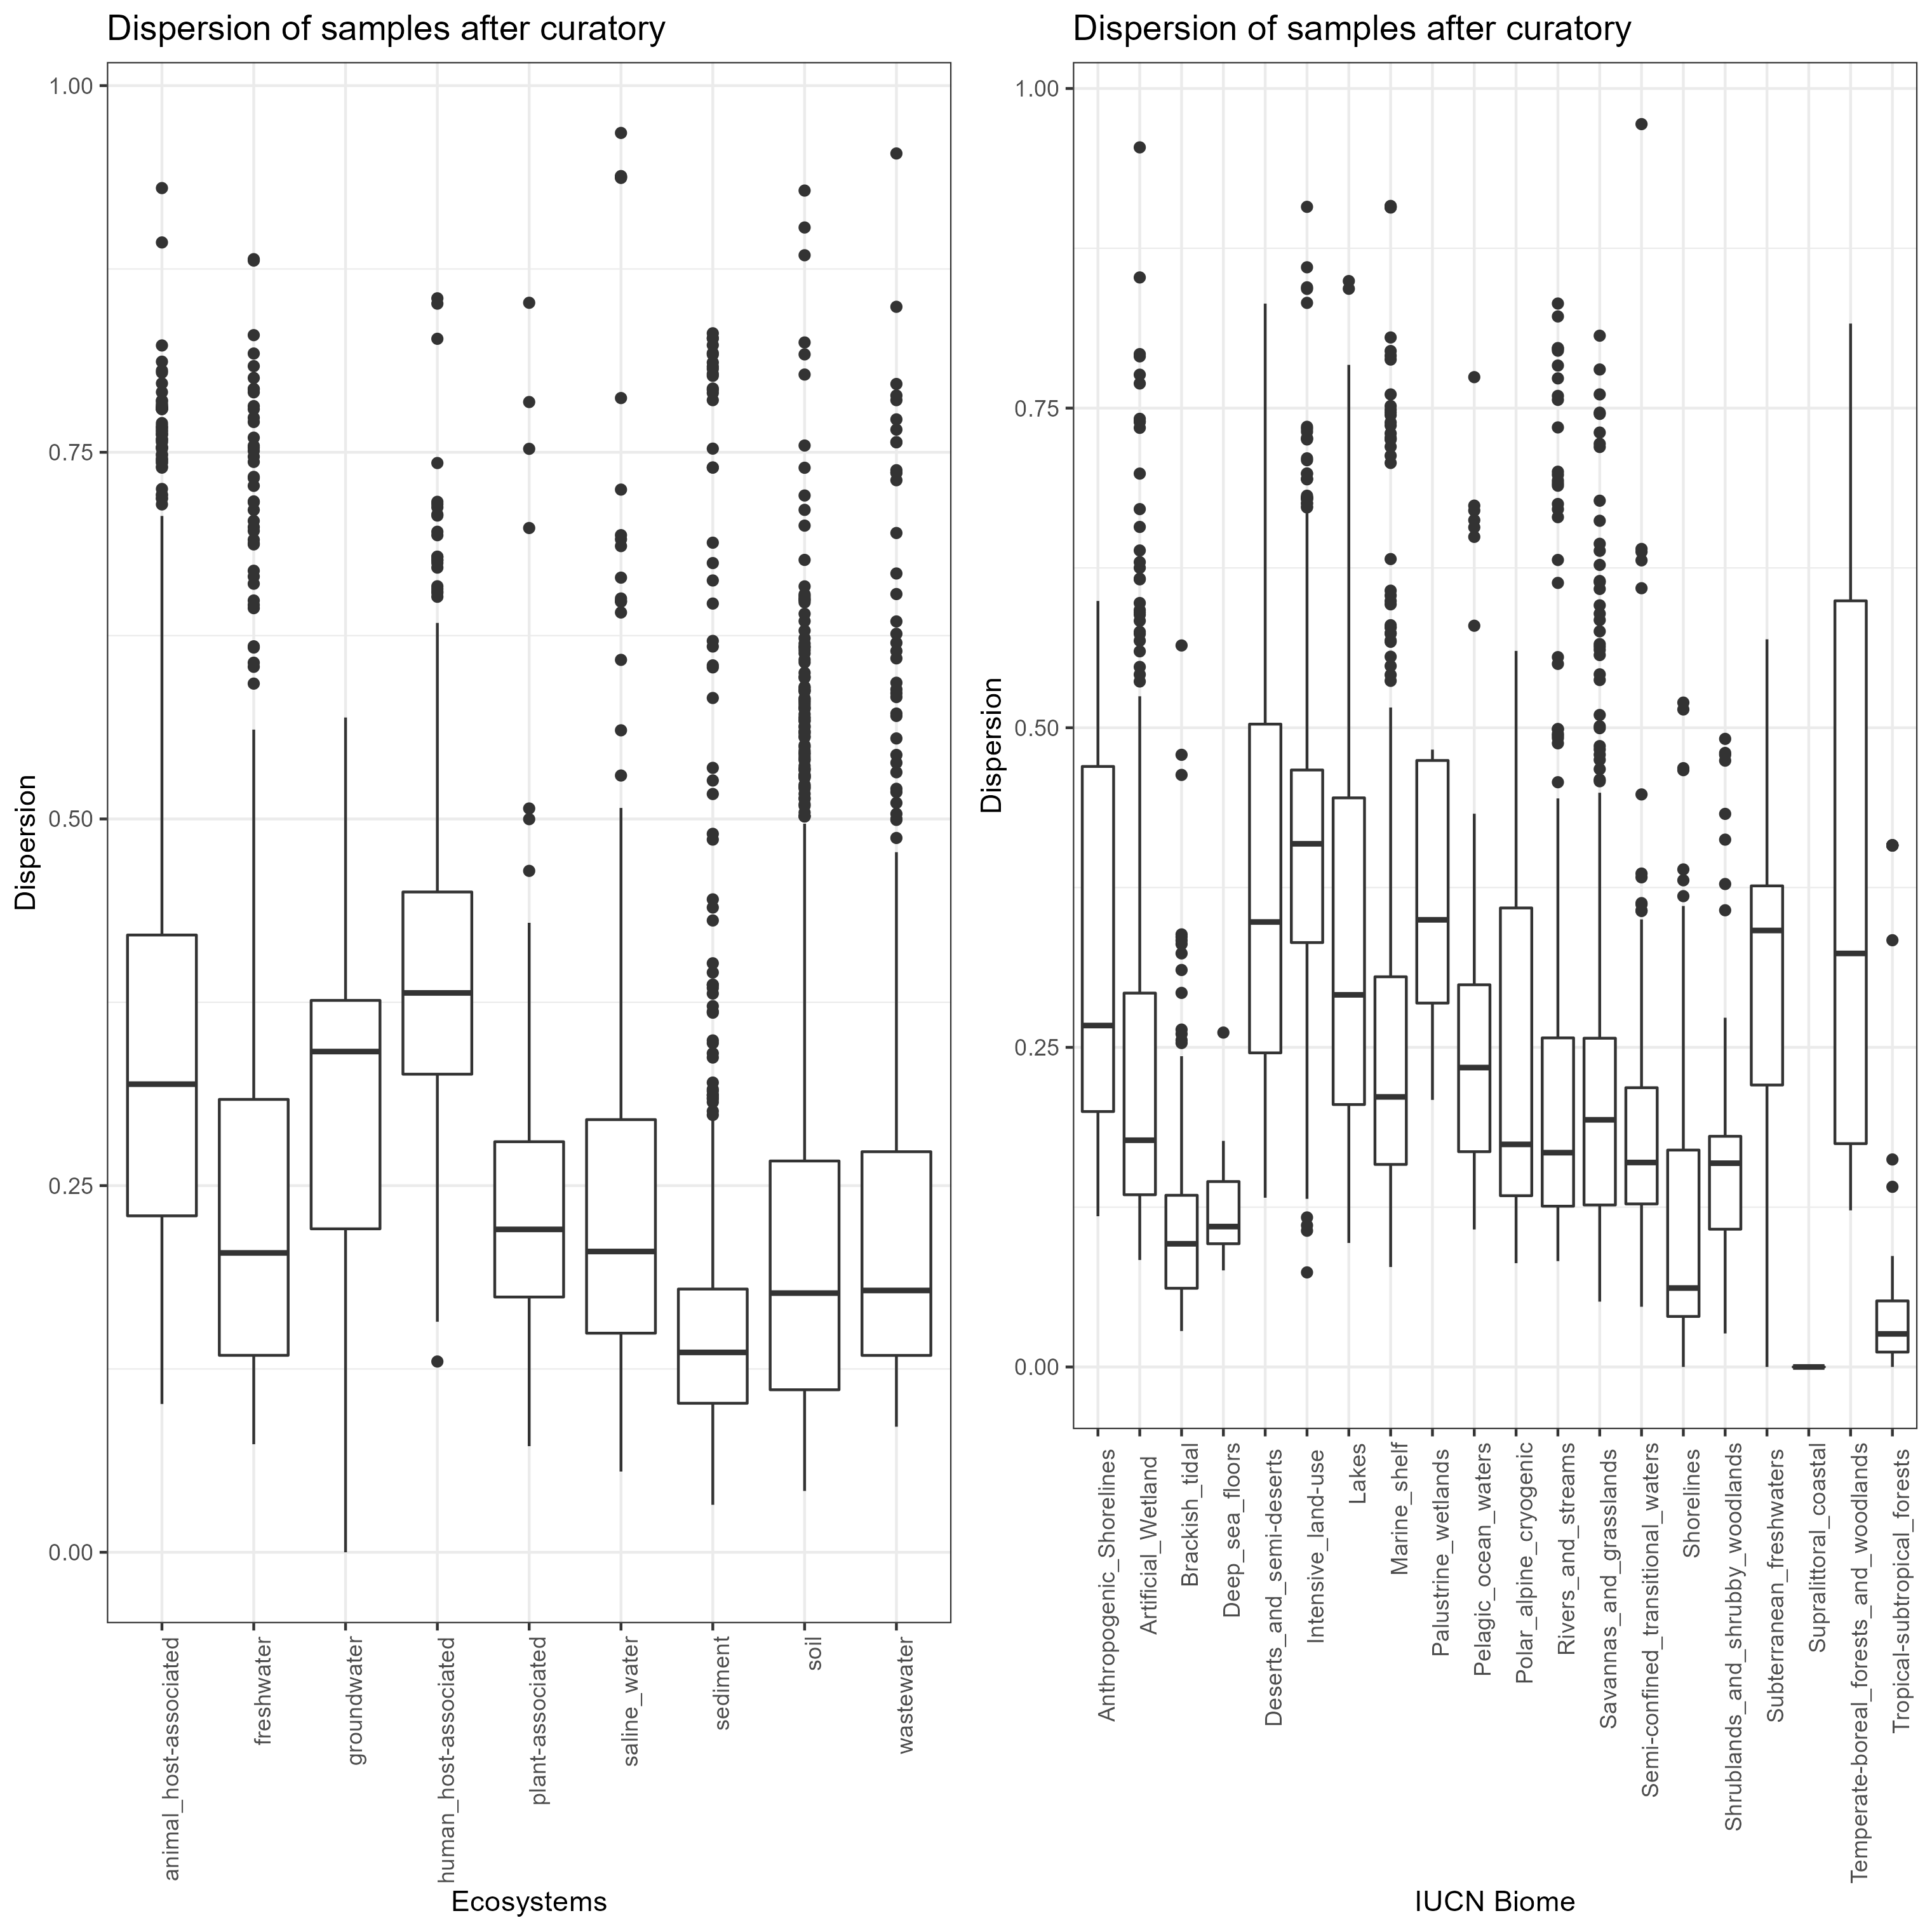 Dispersion of samples after curatory
Dispersion
1.00
0.75
0.50
0.25
0.00
animal_host-associated
freshwater
groundwater
human_host-associated
plant-associated
saline_water
sediment
soil
wastewater
Ecosystems
Dispersion of samples after curatory
Dispersion
1.00
0.75
0.50
0.25
0.00
Anthropogenic_Shorelines
Artificial_Wetland
Brackish_tidal
Deep_sea_floors
Deserts_and_semi-deserts
Intensive_land-use
Lakes
Marine_shelf
Palustrine_wetlands
Pelagic_ocean_waters
Polar_alpine_cryogenic
Rivers_and_streams
Savannas_and_grasslands
Semi-confined_transitional_waters
Shorelines
Shrublands_and_shrubby_woodlands
Subterranean_freshwaters
Supralittoral_coastal
Temperate-boreal_forests_and_woodlands
Tropical-subtropical_forests
IUCN Biome